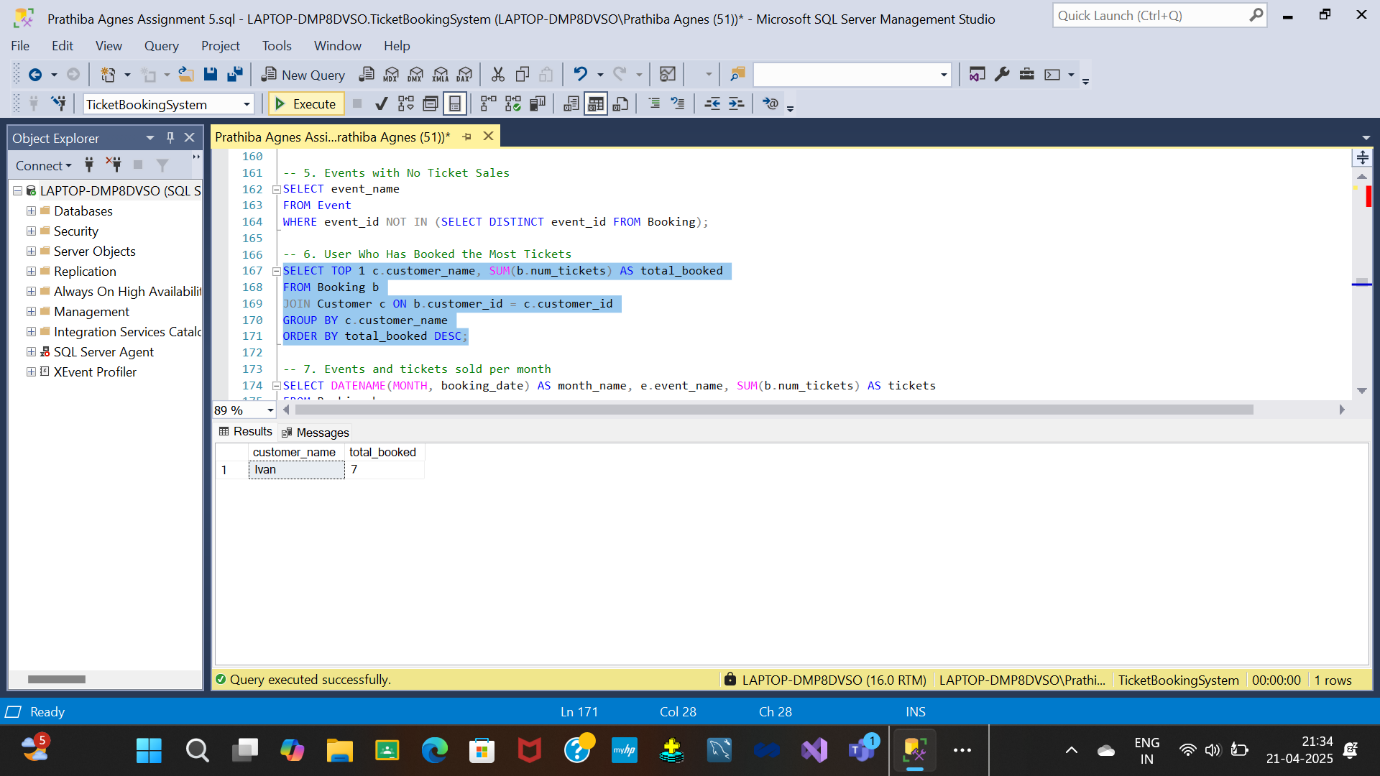 Prathiba Agnes Assignment 5.sql - LAPTOP-DMP8DVSO.TicketBookingSystem (LAPTOP-DMP8DVSO\Prathiba Agnes (51))* - Microsoft SQL Server Management Studio
Quick Launch (Ctrl+Q)
File Edit View Query Project Tools Window Help
New Query MDX DMX XMLA DAX
TicketBookingSystem Execute
Object Explorer
Connect
LAPTOP-DMP8DVSO (SQL S
Databases
Security
Server Objects
Replication
Always On High Availabilit
Management
Integration Services Catalo
SQL Server Agent
XEvent Profiler
Prathiba Agnes Assi...rathiba Agnes (51))*
160
161 -- 5. Events with No Ticket Sales
162 SELECT event_name
163 FROM Event
164 WHERE event_id NOT IN (SELECT DISTINCT event_id FROM Booking);
165
166 -- 6. User Who Has Booked the Most Tickets
167 SELECT TOP 1 c.customer_name, SUM(b.num_tickets) AS total_booked
168 FROM Booking b
169 JOIN Customer c ON b.customer_id = c.customer_id
170 GROUP BY c.customer_name
171 ORDER BY total_booked DESC;
172
173 -- 7. Events and tickets sold per month
174 SELECT DATENAME(MONTH, booking_date) AS month_name, e.event_name, SUM(b.num_tickets) AS tickets
89 %
Results Messages
customer_name total_booked
1 Ivan 7
Query executed successfully. LAPTOP-DMP8DVSO (16.0 RTM) LAPTOP-DMP8DVSO\Prathi... TicketBookingSystem 00:00:00 1 rows
Ready Ln 171 Col 28 Ch 28 INS
5
myhp
1
ENG
IN
21:34
21-04-2025